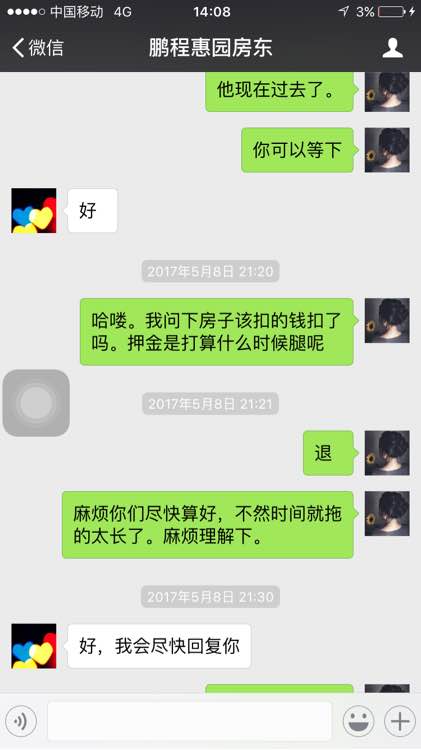 中国移动 4G 14:08 3%
微信 鹏程惠园房东
他现在过去了。
你可以等下
好
2017年5月8日 21:20
哈喽。我问下房子该扣的钱扣了
吗。押金是打算什么时候腿呢
2017年5月8日 21:21
退
麻烦你们尽快算好，不然时间就拖
的太长了。麻烦理解下。
2017年5月8日 21:30
好，我会尽快回复你